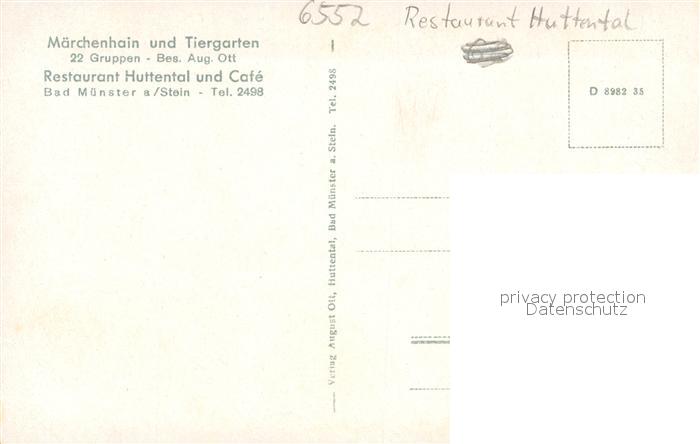 6552 Restaurant Huttental
Märchenhain und Tiergarten
22 Gruppen - Bes. Aug. Ott
Restaurant Huttental und Café
Bad Münster a/Stein - Tel. 2498
Verlag August Ott, Huttental, Bad Münster a. Stein. Tel. 2498
D 8982 35
privacy protection
Datenschutz